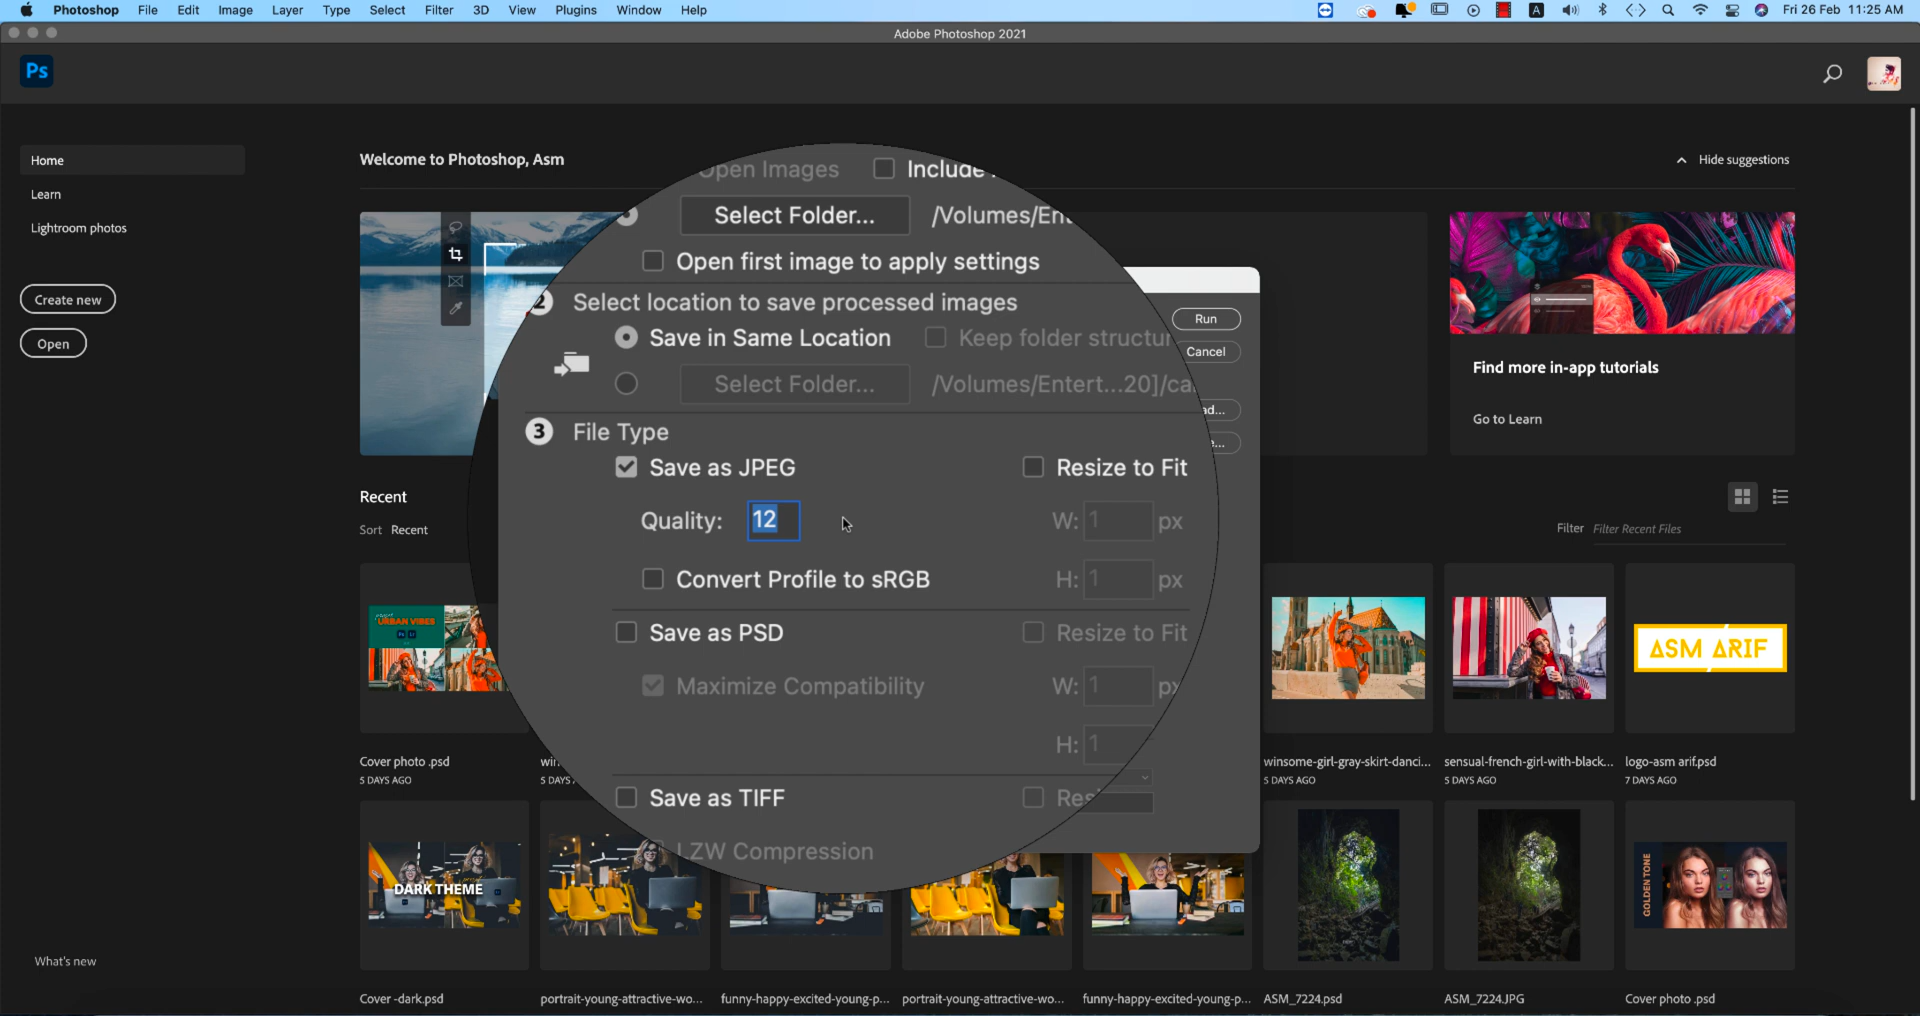 Photoshop File Edit Image Layer Type Select Filter 3D View Plugins Window Help
A
Fri 26 Feb 11:25 AM
Adobe Photoshop 2021
Ps
Home
Learn
Lightroom photos
Create new
Open
What's new
Welcome to Photoshop, Asm
Hide suggestions
Open Images
Include
Select Folder...
Open first image to apply settings
2 Select location to save processed images
Save in Same Location
Keep folder structur
Select Folder...
/Volumes/Entert...20]/ca
3 File Type
Save as JPEG
Resize to Fit
Quality: 12
W: 1 px
Convert Profile to sRGB
H: 1 px
Save as PSD
Resize to Fit
Maximize Compatibility
W: 1
H: 1
Save as TIFF
LZW Compression
Run
Cancel
Find more in-app tutorials
Go to Learn
Recent
Sort Recent
Filter Filter Recent Files
URBAN VIBES
ASM ARIF
Cover photo .psd
5 DAYS AGO
winsome-girl-gray-skirt-danci...
5 DAYS AGO
sensual-french-girl-with-black...
5 DAYS AGO
logo-asm arif.psd
7 DAYS AGO
DARK THEME
GOLDEN TONE
Cover -dark.psd
portrait-young-attractive-wo...
funny-happy-excited-young-p...
portrait-young-attractive-wo...
funny-happy-excited-young-p...
ASM_7224.psd
ASM_7224.JPG
Cover photo .psd